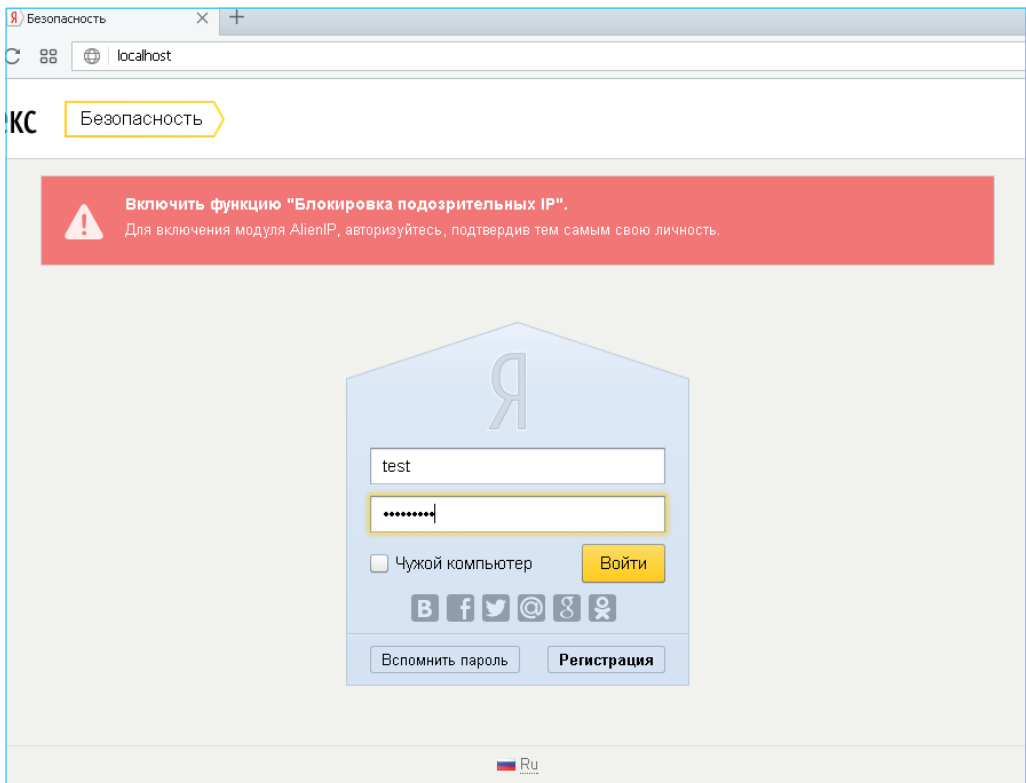 Безопасность
localhost
кс
Безопасность
Включить функцию "Блокировка подозрительных IP".
Для включения модуля AlienIP, авторизуйтесь, подтвердив тем самым свою личность.
Я
test
Чужой компьютер
Войти
Вспомнить пароль
Регистрация
Ru